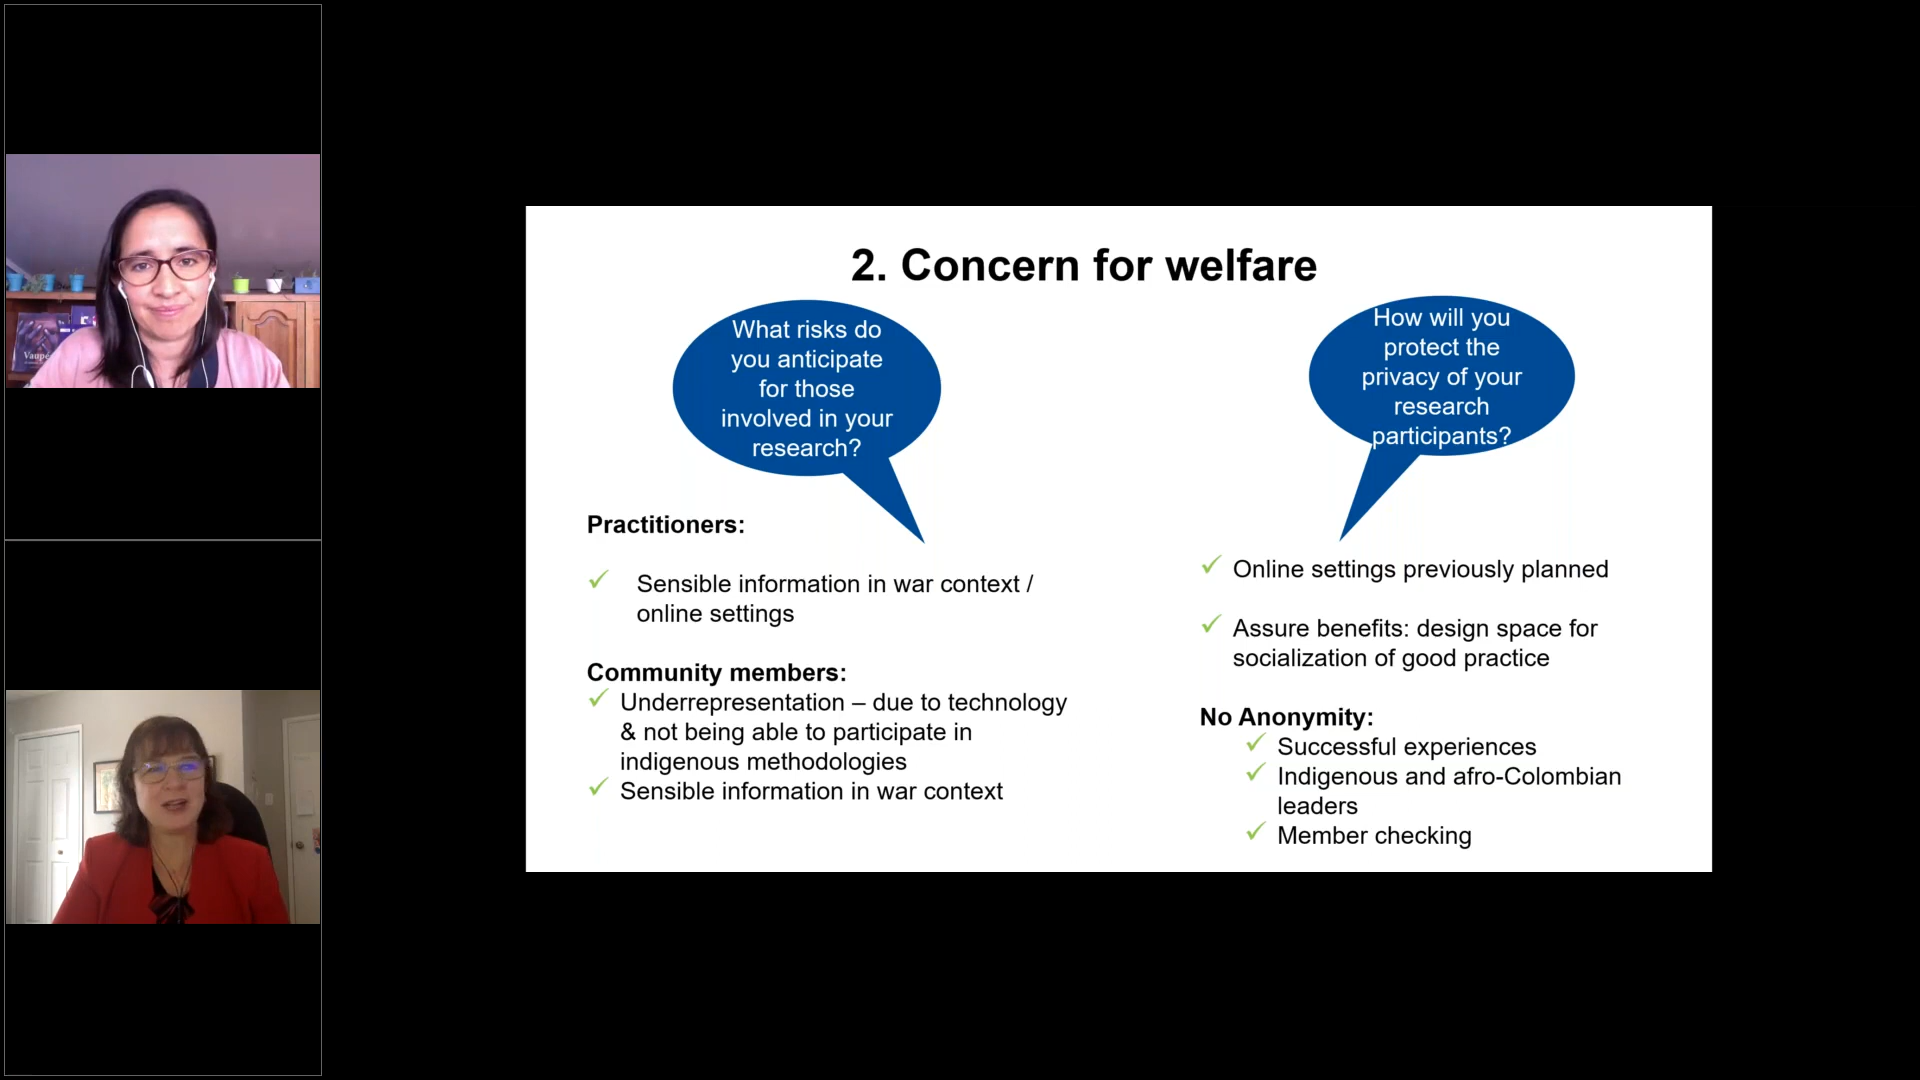 2. Concern for welfare
What risks do
you anticipate
for those
involved in your
research?
How will you
protect the
privacy of your
research
participants?
Practitioners:
✓ Sensible information in war context /
online settings
Community members:
✓ Underrepresentation – due to technology
& not being able to participate in
indigenous methodologies
✓ Sensible information in war context
✓ Online settings previously planned
✓ Assure benefits: design space for
socialization of good practice
No Anonymity:
✓ Successful experiences
✓ Indigenous and afro-Colombian
leaders
✓ Member checking